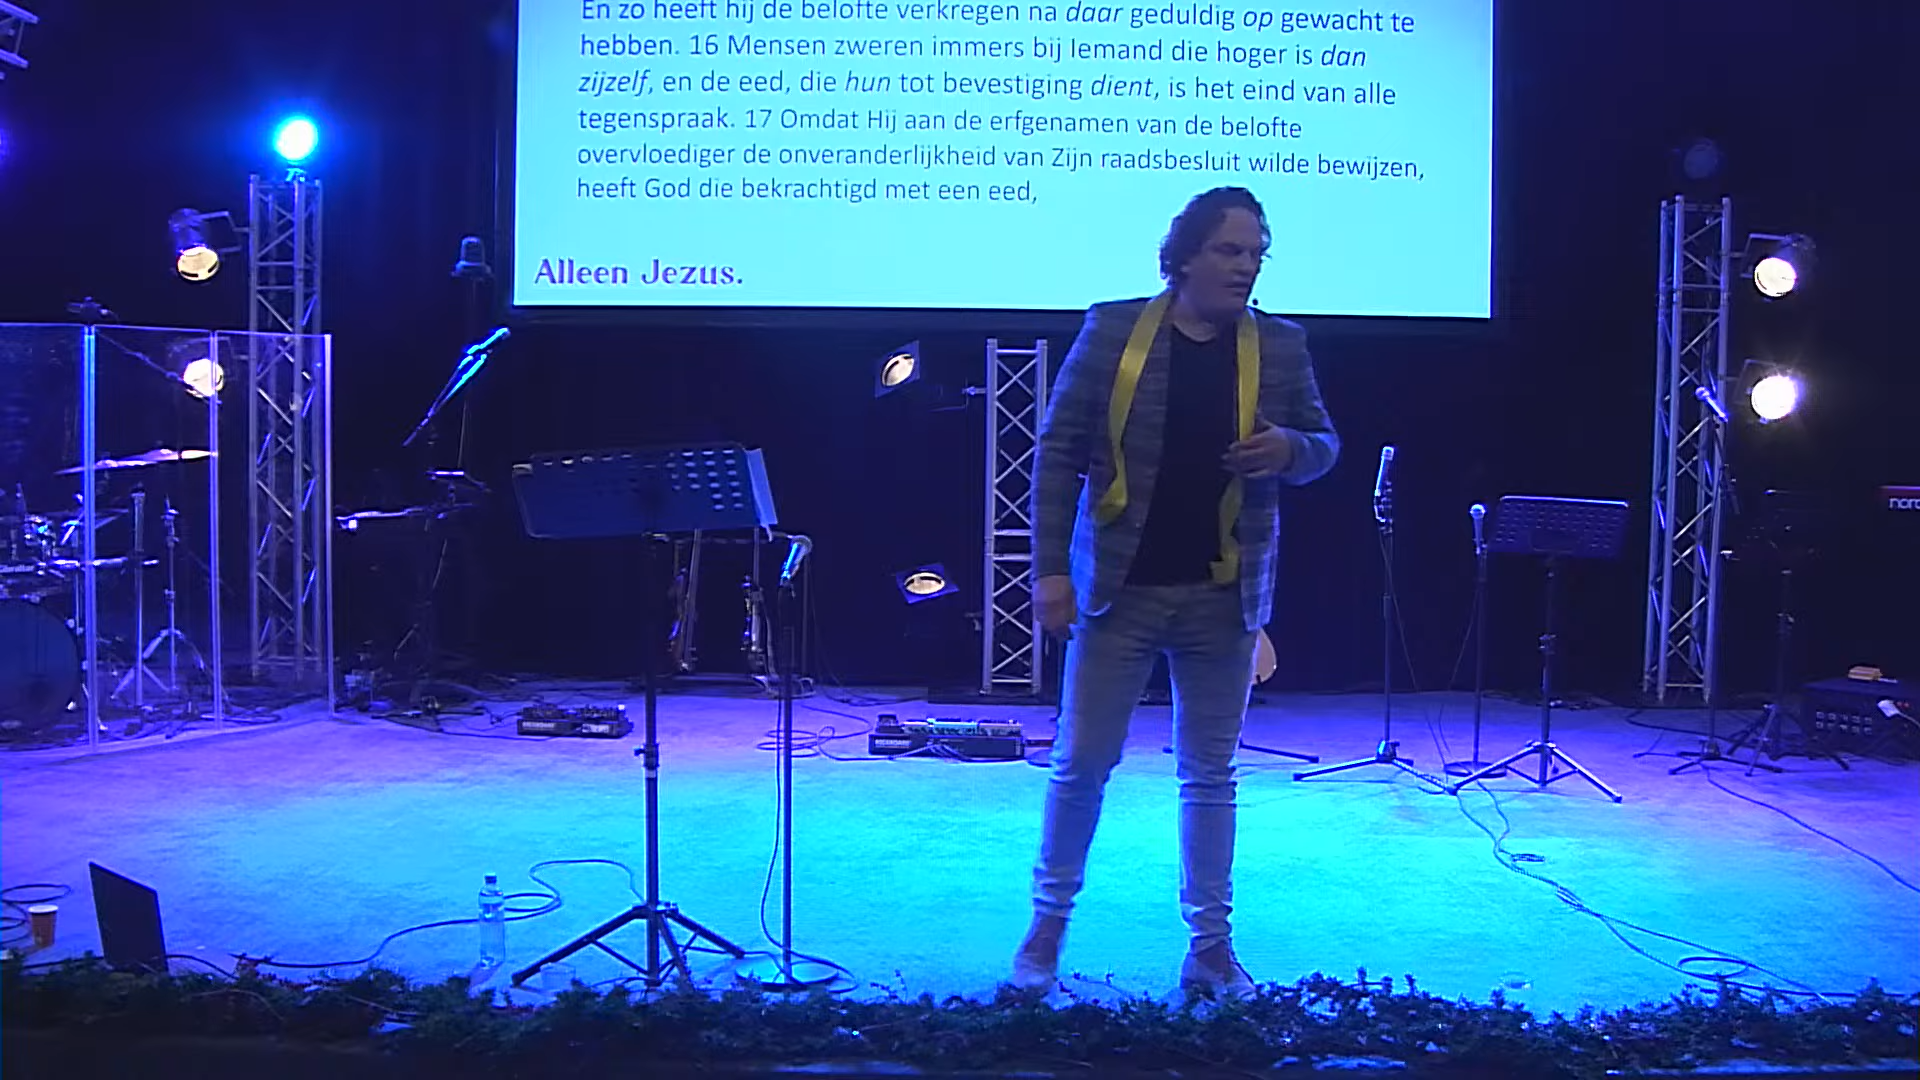 En zo heeft hij de belofte verkregen na daar geduldig op gewacht te
hebben. 16 Mensen zweren immers bij Iemand die hoger is dan
zijzelf, en de eed, die hun tot bevestiging dient, is het eind van alle
tegenspraak. 17 Omdat Hij aan de erfgenamen van de belofte
overvloediger de onveranderlijkheid van Zijn raadsbesluit wilde bewijzen,
heeft God die bekrachtigd met een eed,
Alleen Jezus.